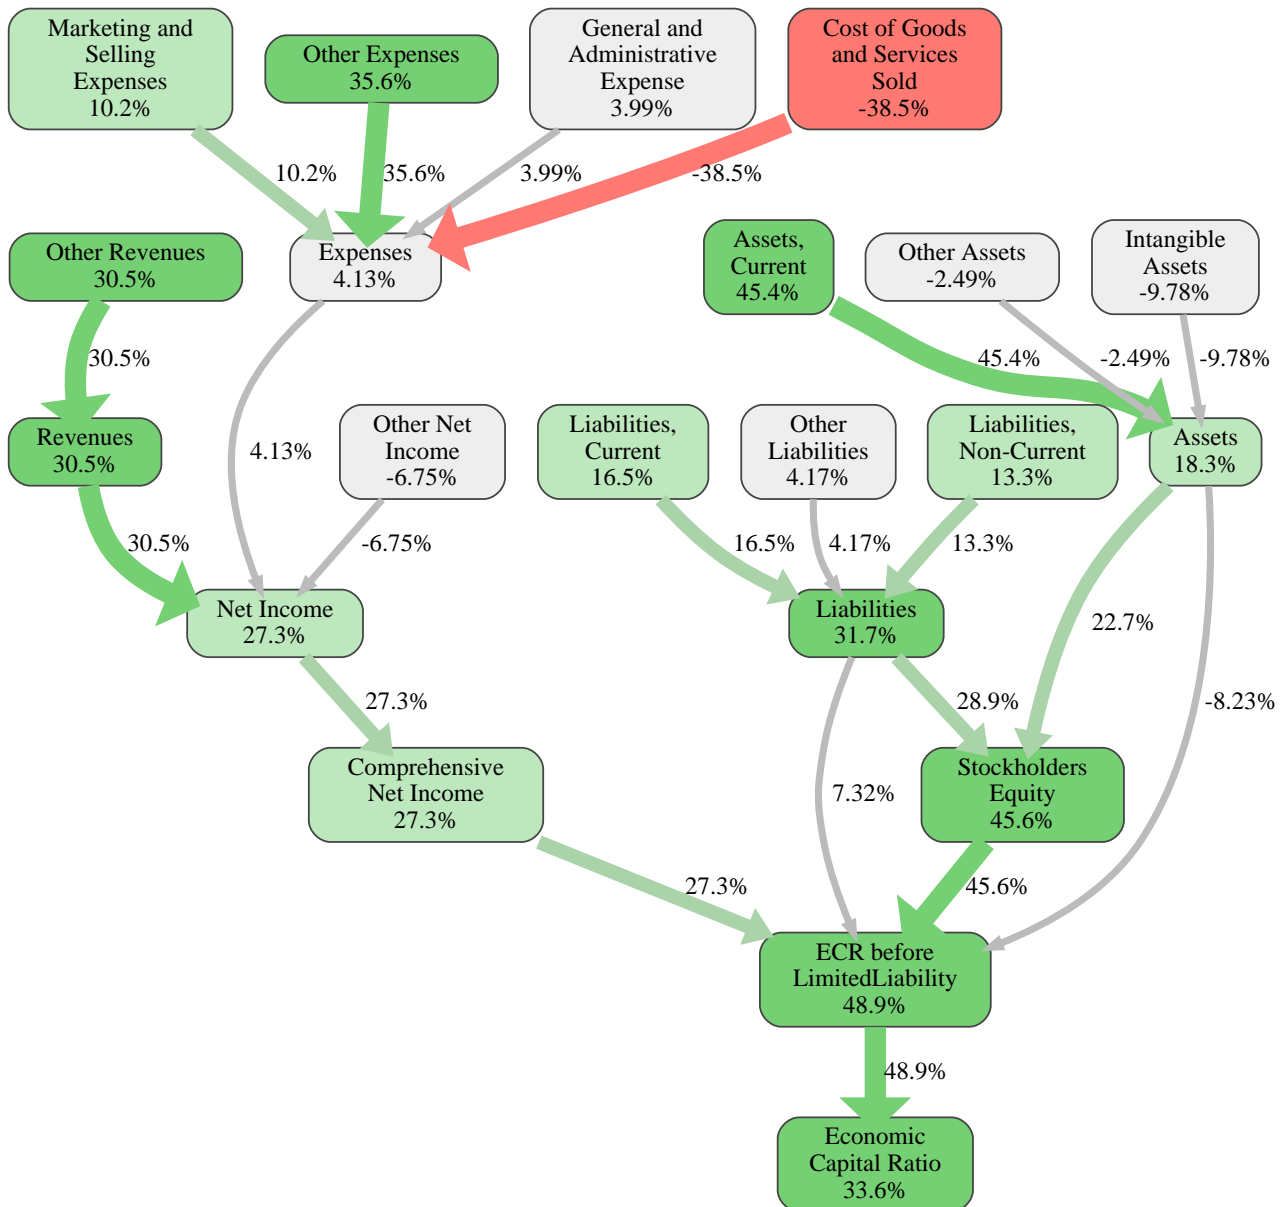 Marketing and
Selling
Expenses
10.2%
Other Expenses
35.6%
General and
Administrative
Expense
3.99%
Cost of Goods
and Services
Sold
-38.5%
10.2%
35.6%
3.99%
-38.5%
Other Revenues
30.5%
Expenses
4.13%
Assets,
Current
45.4%
Other Assets
-2.49%
Intangible
Assets
-9.78%
30.5%
45.4%
-2.49%
-9.78%
Revenues
30.5%
4.13%
Other Net
Income
-6.75%
Liabilities,
Current
16.5%
Other
Liabilities
4.17%
Liabilities,
Non-Current
13.3%
Assets
18.3%
30.5%
-6.75%
16.5%
4.17%
13.3%
Net Income
27.3%
Liabilities
31.7%
22.7%
27.3%
28.9%
-8.23%
Comprehensive
Net Income
27.3%
7.32%
Stockholders
Equity
45.6%
27.3%
45.6%
ECR before
LimitedLiability
48.9%
48.9%
Economic
Capital Ratio
33.6%